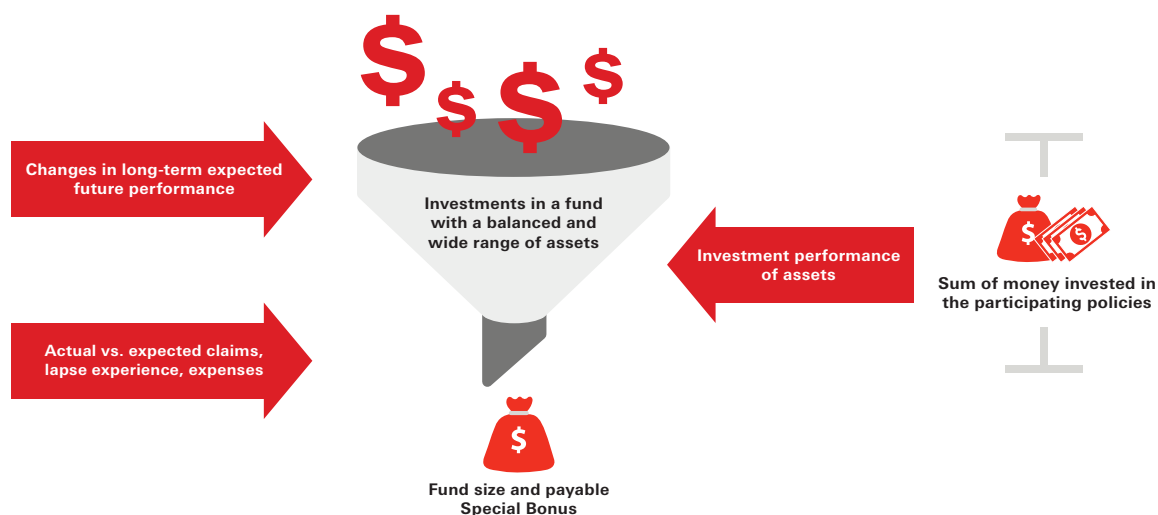 $
$
$
$
Changes in long-term expected
future performance
Investments in a fund
with a balanced and
wide range of assets
Investment performance
of assets
$
$
Sum of money invested in
the participating policies
Actual vs. expected claims,
lapse experience, expenses
$
Fund size and payable
Special Bonus